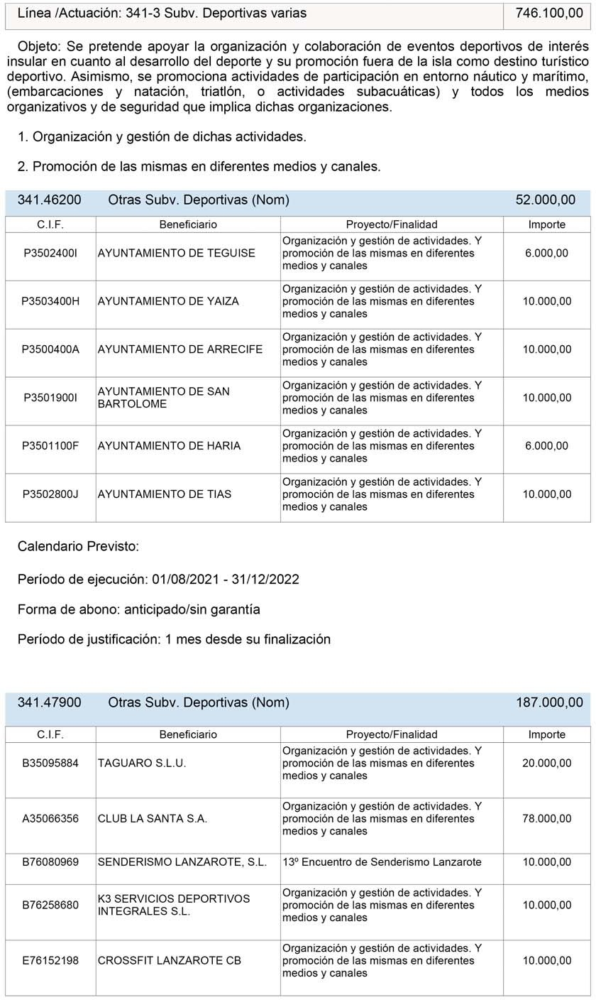 Línea /Actuación: 341-3 Subv. Deportivas varias 746.100,00
Objeto: Se pretende apoyar la organización y colaboración de eventos deportivos de interés
insular en cuanto al desarrollo del deporte y su promoción fuera de la isla como destino turístico
deportivo. Asimismo, se promociona actividades de participación en entorno náutico y marítimo,
(embarcaciones y natación, triatlón, o actividades subacuáticas) y todos los medios
organizativos y de seguridad que implica dichas organizaciones.
1. Organización y gestión de dichas actividades.
2. Promoción de las mismas en diferentes medios y canales.
341.46200 Otras Subv. Deportivas (Nom) 52.000,00
C.I.F. Beneficiario Proyecto/Finalidad Importe
Organización y gestión de actividades. Y
P3502400I AYUNTAMIENTO DE TEGUISE promoción de las mismas en diferentes 6.000,00
medios y canales
Organización y gestión de actividades. Y
P3503400H AYUNTAMIENTO DE YAIZA promoción de las mismas en diferentes 10.000,00
medios y canales
Organización y gestión de actividades. Y
P3500400A AYUNTAMIENTO DE ARRECIFE promoción de las mismas en diferentes 10.000,00
medios y canales
Organización y gestión de actividades. Y
P3501900I AYUNTAMIENTO DE SAN BARTOLOME promoción de las mismas en diferentes 10.000,00
medios y canales
Organización y gestión de actividades. Y
P3501100F AYUNTAMIENTO DE HARIA promoción de las mismas en diferentes 6.000,00
medios y canales
Organización y gestión de actividades. Y
P3502800J AYUNTAMIENTO DE TIAS promoción de las mismas en diferentes 10.000,00
medios y canales
Calendario Previsto:
Período de ejecución: 01/08/2021 - 31/12/2022
Forma de abono: anticipado/sin garantía
Período de justificación: 1 mes desde su finalización
341.47900 Otras Subv. Deportivas (Nom) 187.000,00
C.I.F. Beneficiario Proyecto/Finalidad Importe
Organización y gestión de actividades. Y
B35095884 TAGUARO S.L.U. promoción de las mismas en diferentes 20.000,00
medios y canales
Organización y gestión de actividades. Y
A35066356 CLUB LA SANTA S.A. promoción de las mismas en diferentes 78.000,00
medios y canales
B76080969 SENDERISMO LANZAROTE, S.L. 13º Encuentro de Senderismo Lanzarote 10.000,00
Organización y gestión de actividades. Y
B76258680 K3 SERVICIOS DEPORTIVOS INTEGRALES S.L. promoción de las mismas en diferentes 10.000,00
medios y canales
Organización y gestión de actividades. Y
E76152198 CROSSFIT LANZAROTE CB promoción de las mismas en diferentes 10.000,00
medios y canales